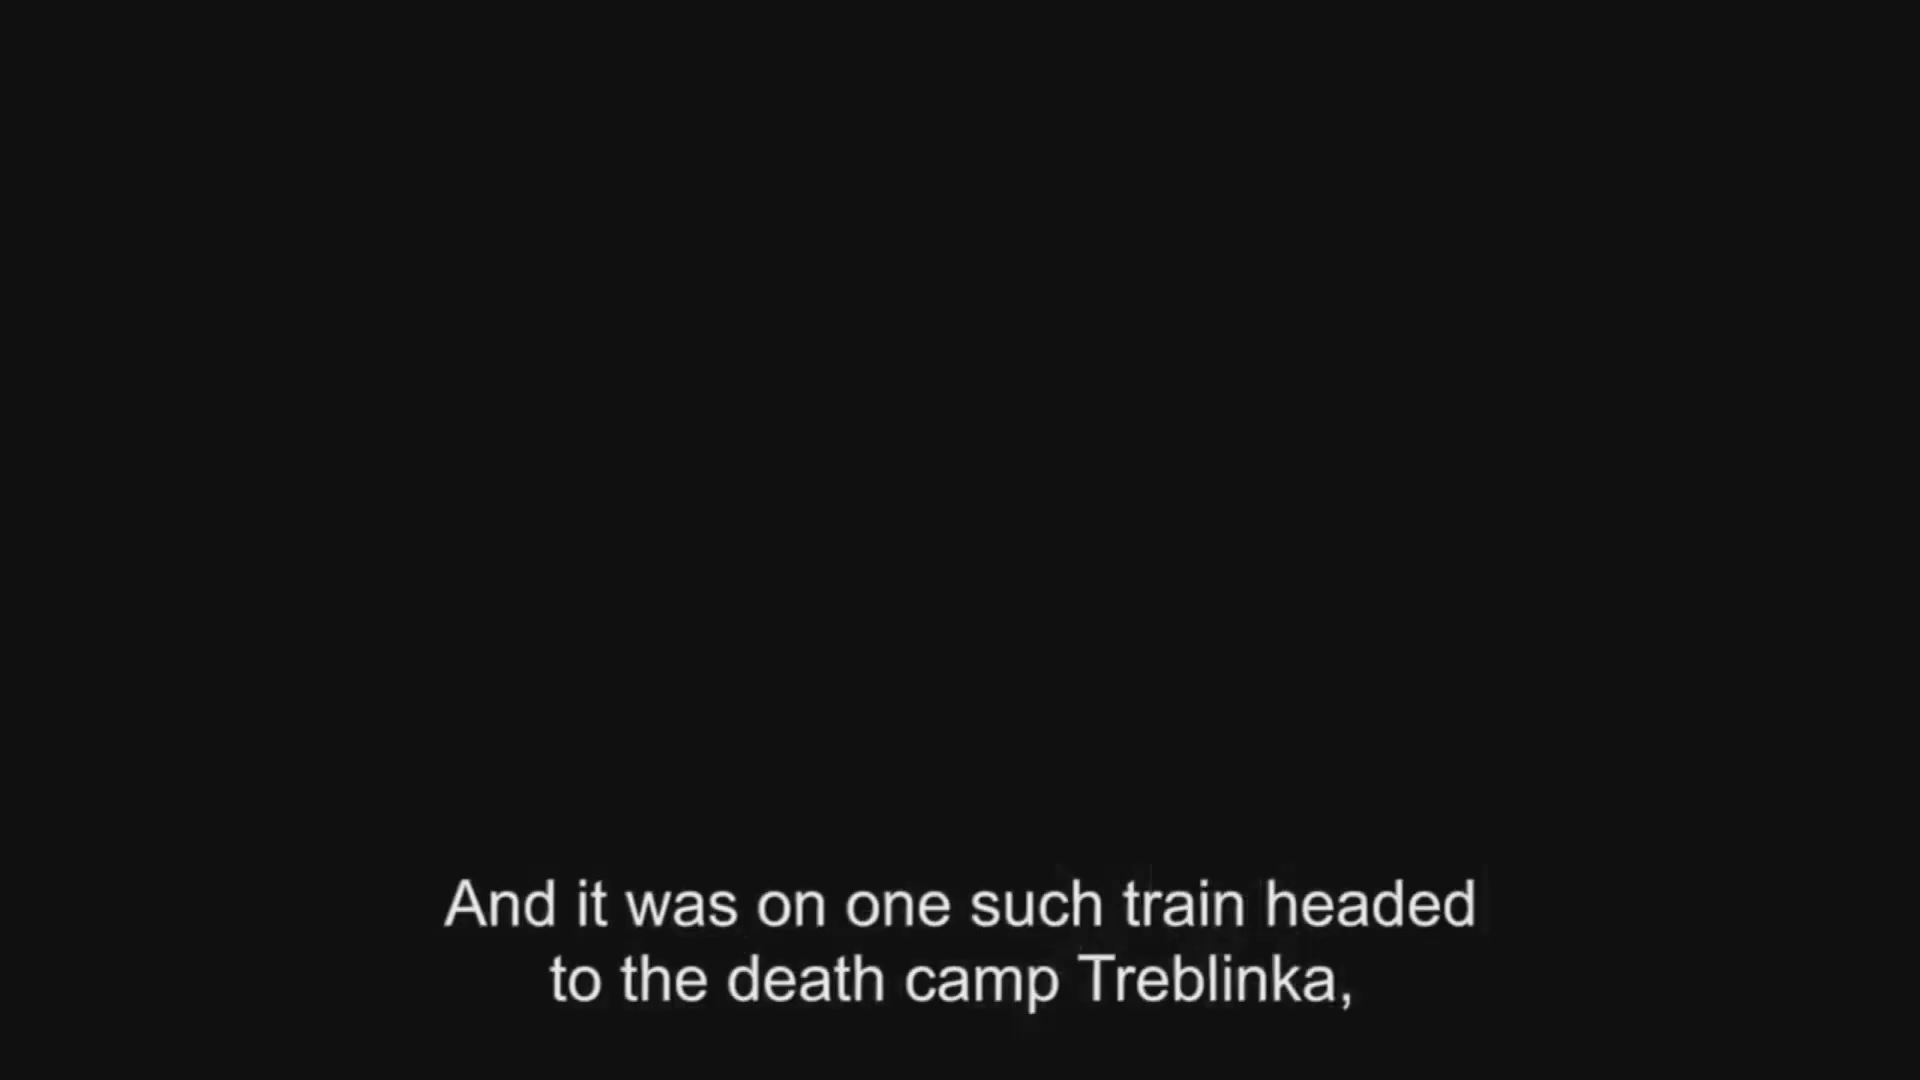 And it was on one such train headed
to the death camp Treblinka,